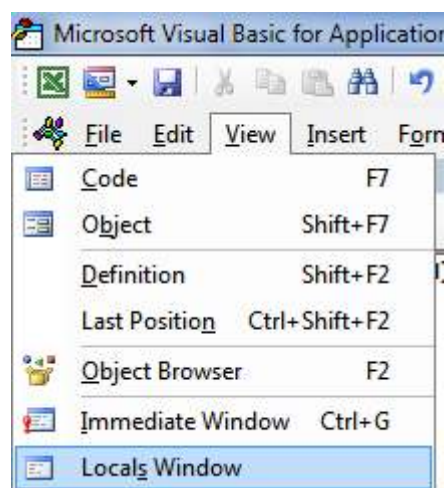 Microsoft Visual Basic for Application
File Edit View Insert Forn
Code F7
Object Shift+F7
Definition Shift+F2
Last Position Ctrl+Shift+F2
Object Browser F2
Immediate Window Ctrl+G
Locals Window